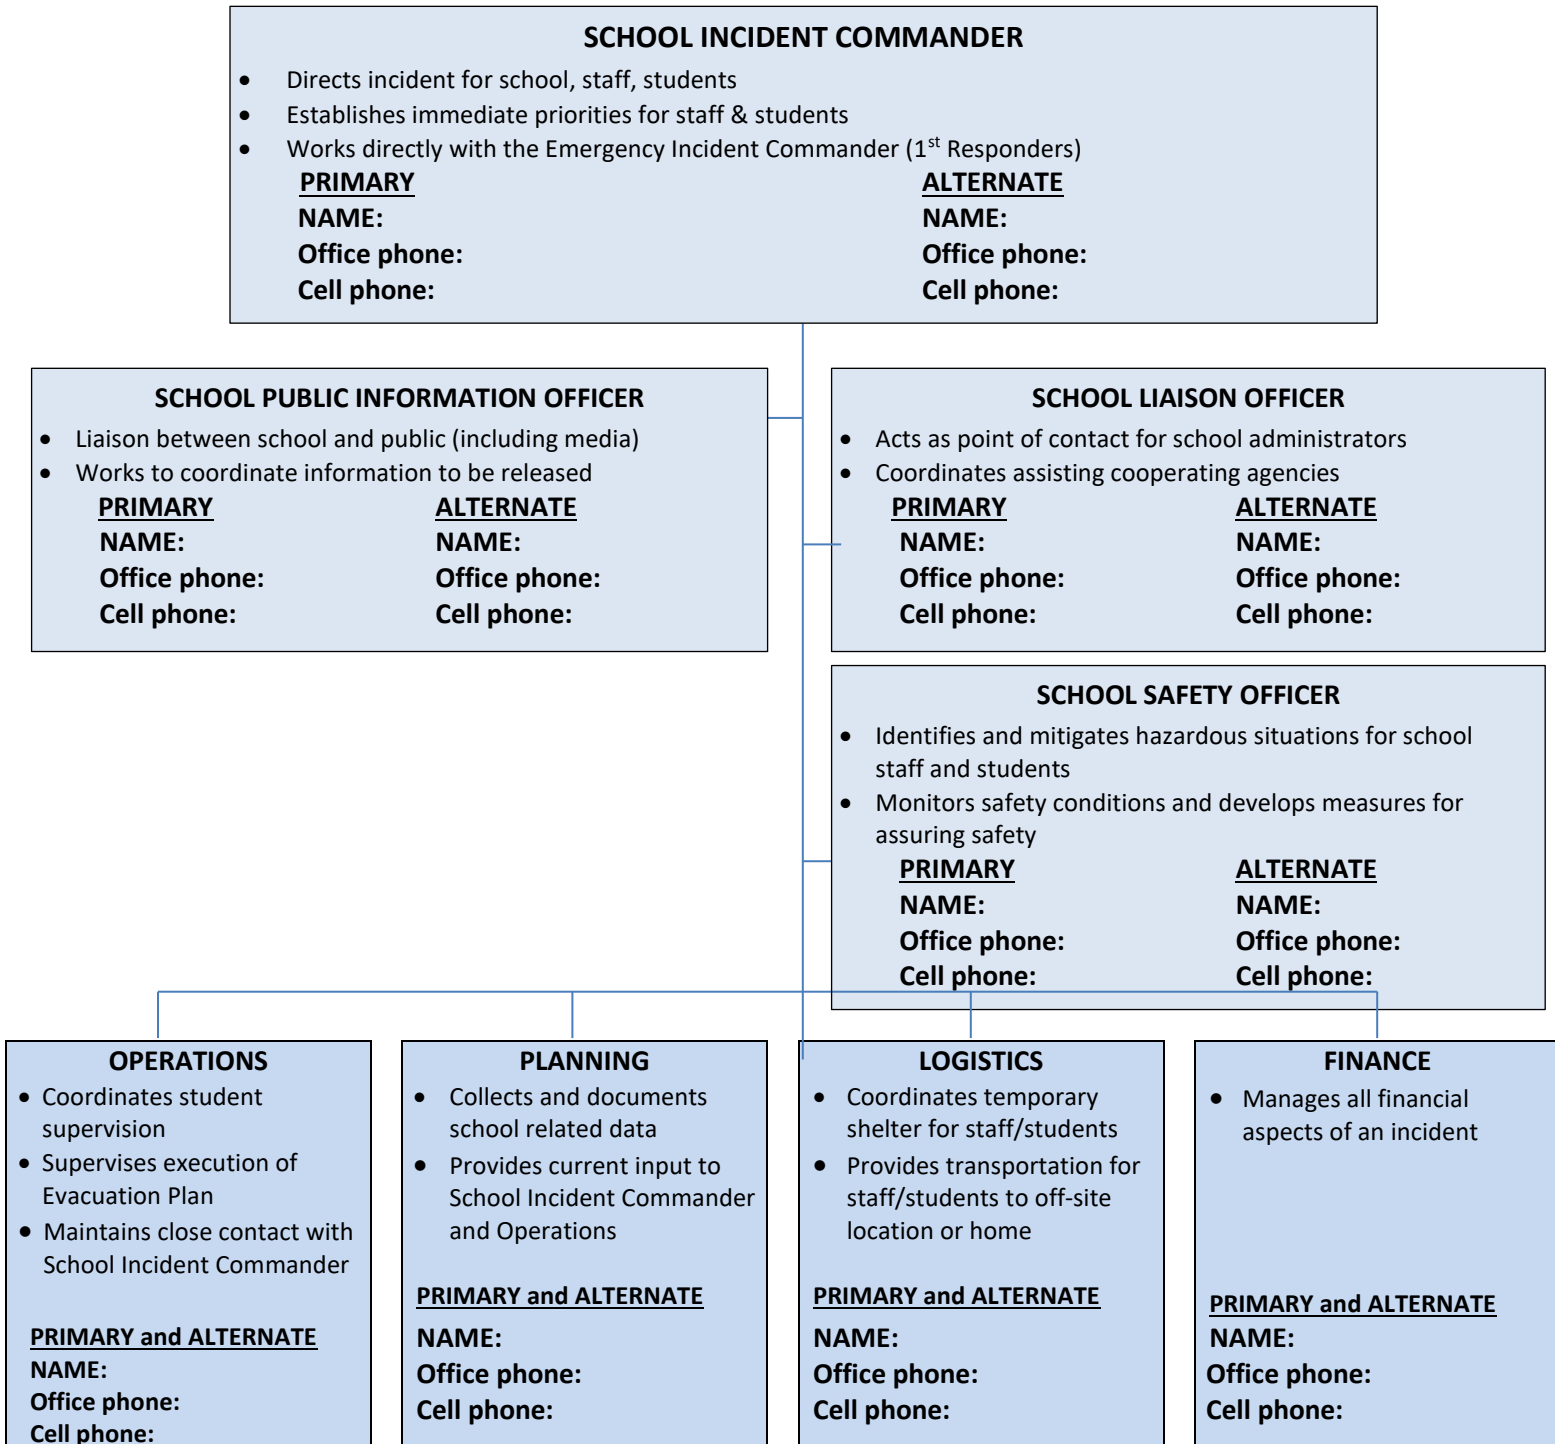 SCHOOL INCIDENT COMMANDER
• Directs incident for school, staff, students
• Establishes immediate priorities for staff & students
• Works directly with the Emergency Incident Commander (1st Responders)
PRIMARY ALTERNATE
NAME: NAME:
Office phone: Office phone:
Cell phone: Cell phone:
SCHOOL PUBLIC INFORMATION OFFICER
• Liaison between school and public (including media)
• Works to coordinate information to be released
PRIMARY ALTERNATE
NAME: NAME:
Office phone: Office phone:
Cell phone: Cell phone:
SCHOOL LIAISON OFFICER
• Acts as point of contact for school administrators
• Coordinates assisting cooperating agencies
PRIMARY ALTERNATE
NAME: NAME:
Office phone: Office phone:
Cell phone: Cell phone:
SCHOOL SAFETY OFFICER
• Identifies and mitigates hazardous situations for school
staff and students
• Monitors safety conditions and develops measures for
assuring safety
PRIMARY ALTERNATE
NAME: NAME:
Office phone: Office phone:
Cell phone: Cell phone:
OPERATIONS
• Coordinates student
supervision
• Supervises execution of
Evacuation Plan
• Maintains close contact with
School Incident Commander
PRIMARY and ALTERNATE
NAME:
Office phone:
Cell phone:
PLANNING
• Collects and documents
school related data
• Provides current input to
School Incident Commander
and Operations
PRIMARY and ALTERNATE
NAME:
Office phone:
Cell phone:
LOGISTICS
• Coordinates temporary
shelter for staff/students
• Provides transportation for
staff/students to off-site
location or home
PRIMARY and ALTERNATE
NAME:
Office phone:
Cell phone:
FINANCE
• Manages all financial
aspects of an incident
PRIMARY and ALTERNATE
NAME:
Office phone:
Cell phone: